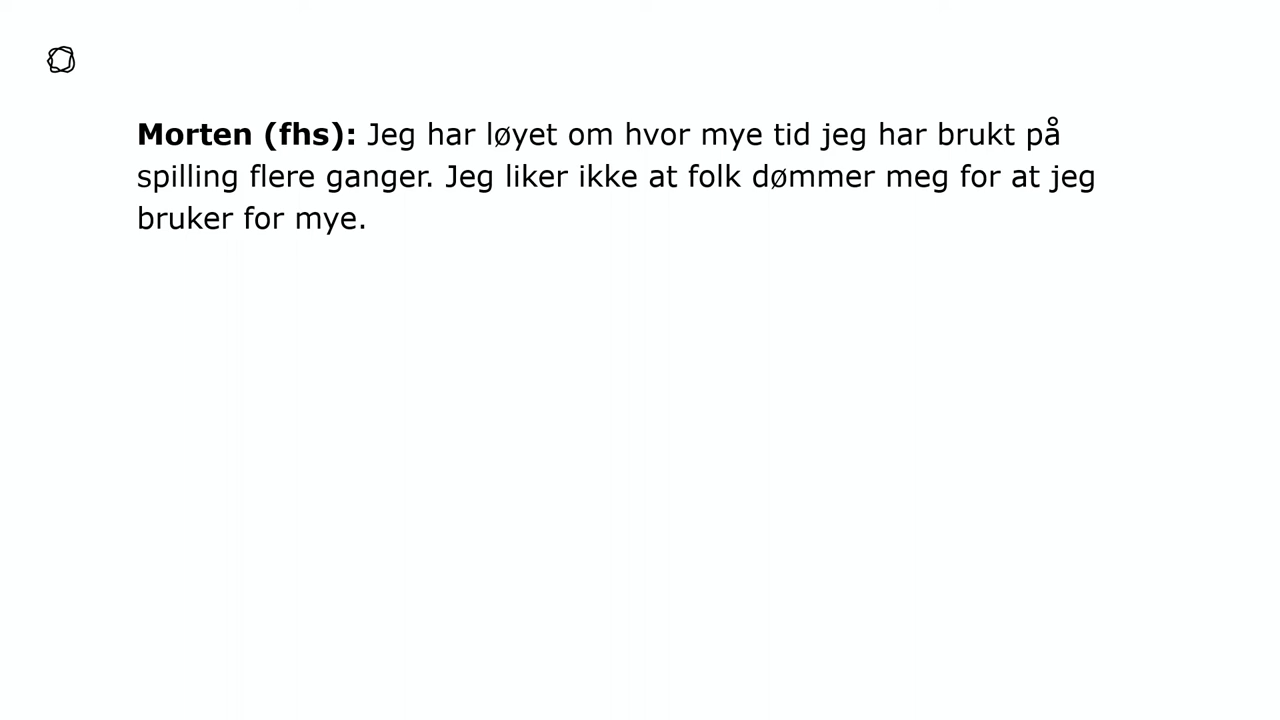 Morten (fhs): Jeg har løyet om hvor mye tid jeg har brukt på
spilling flere ganger. Jeg liker ikke at folk dømmer meg for at jeg
bruker for mye.